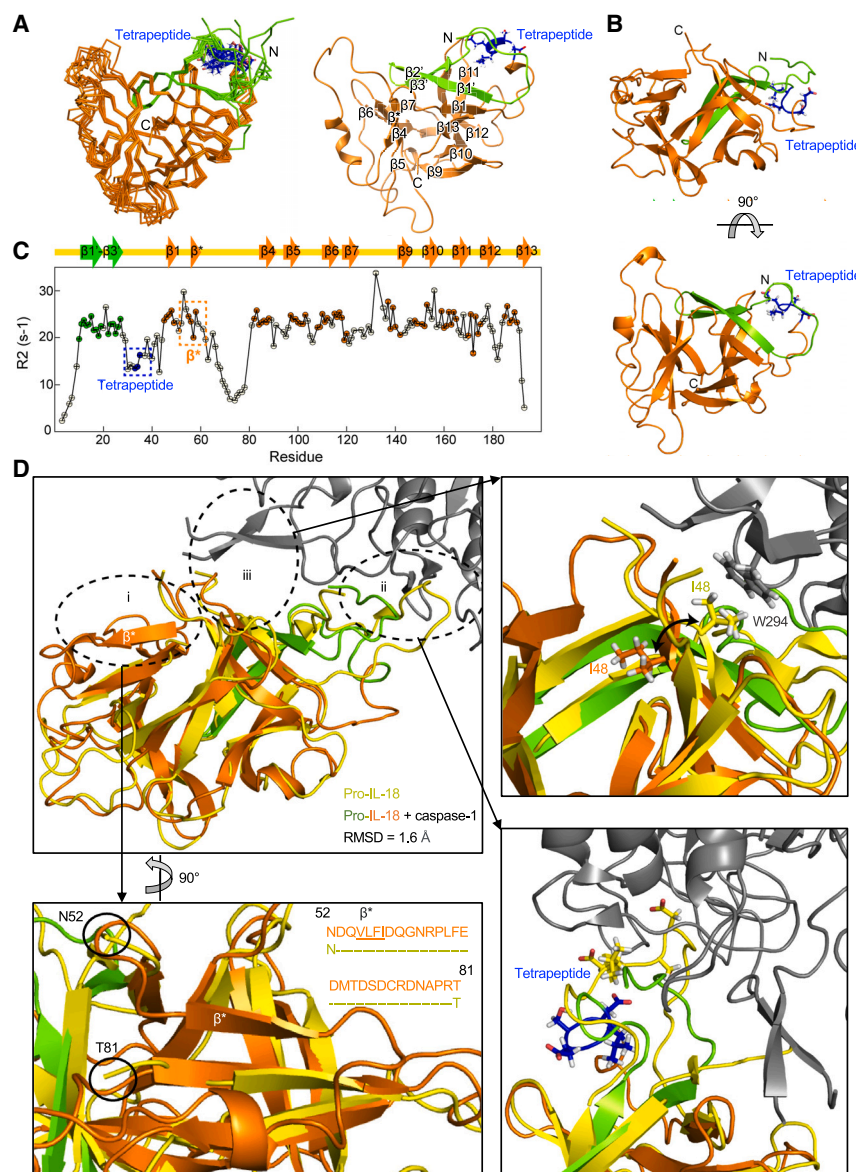 A
Tetrapeptide
N
C
Tetrapeptide
N
β2'
β3'
β11
β1'
β7
β1
β6
β*
β4
β13
β12
β5
β10
β9
C
B
C
N
Tetrapeptide
90°
N
Tetrapeptide
C
C
β1' β3' β1 β* β4 β5 β6 β7 β9 β10 β11 β12 β13
30
20
10
0
R2 (s-1)
β*
Tetrapeptide
20 40 60 80 100 120 140 160 180
Residue
D
i
iii
ii
β*
Pro-IL-18
Pro-IL-18 + caspase-1
RMSD = 1.6 Å
I48
W294
I48
90°
N52
52 β*
NDQVLFIDQGNRPLFE
N---------------
81
DMTDSDCRDNAPRT
-------------T
β*
T81
Tetrapeptide